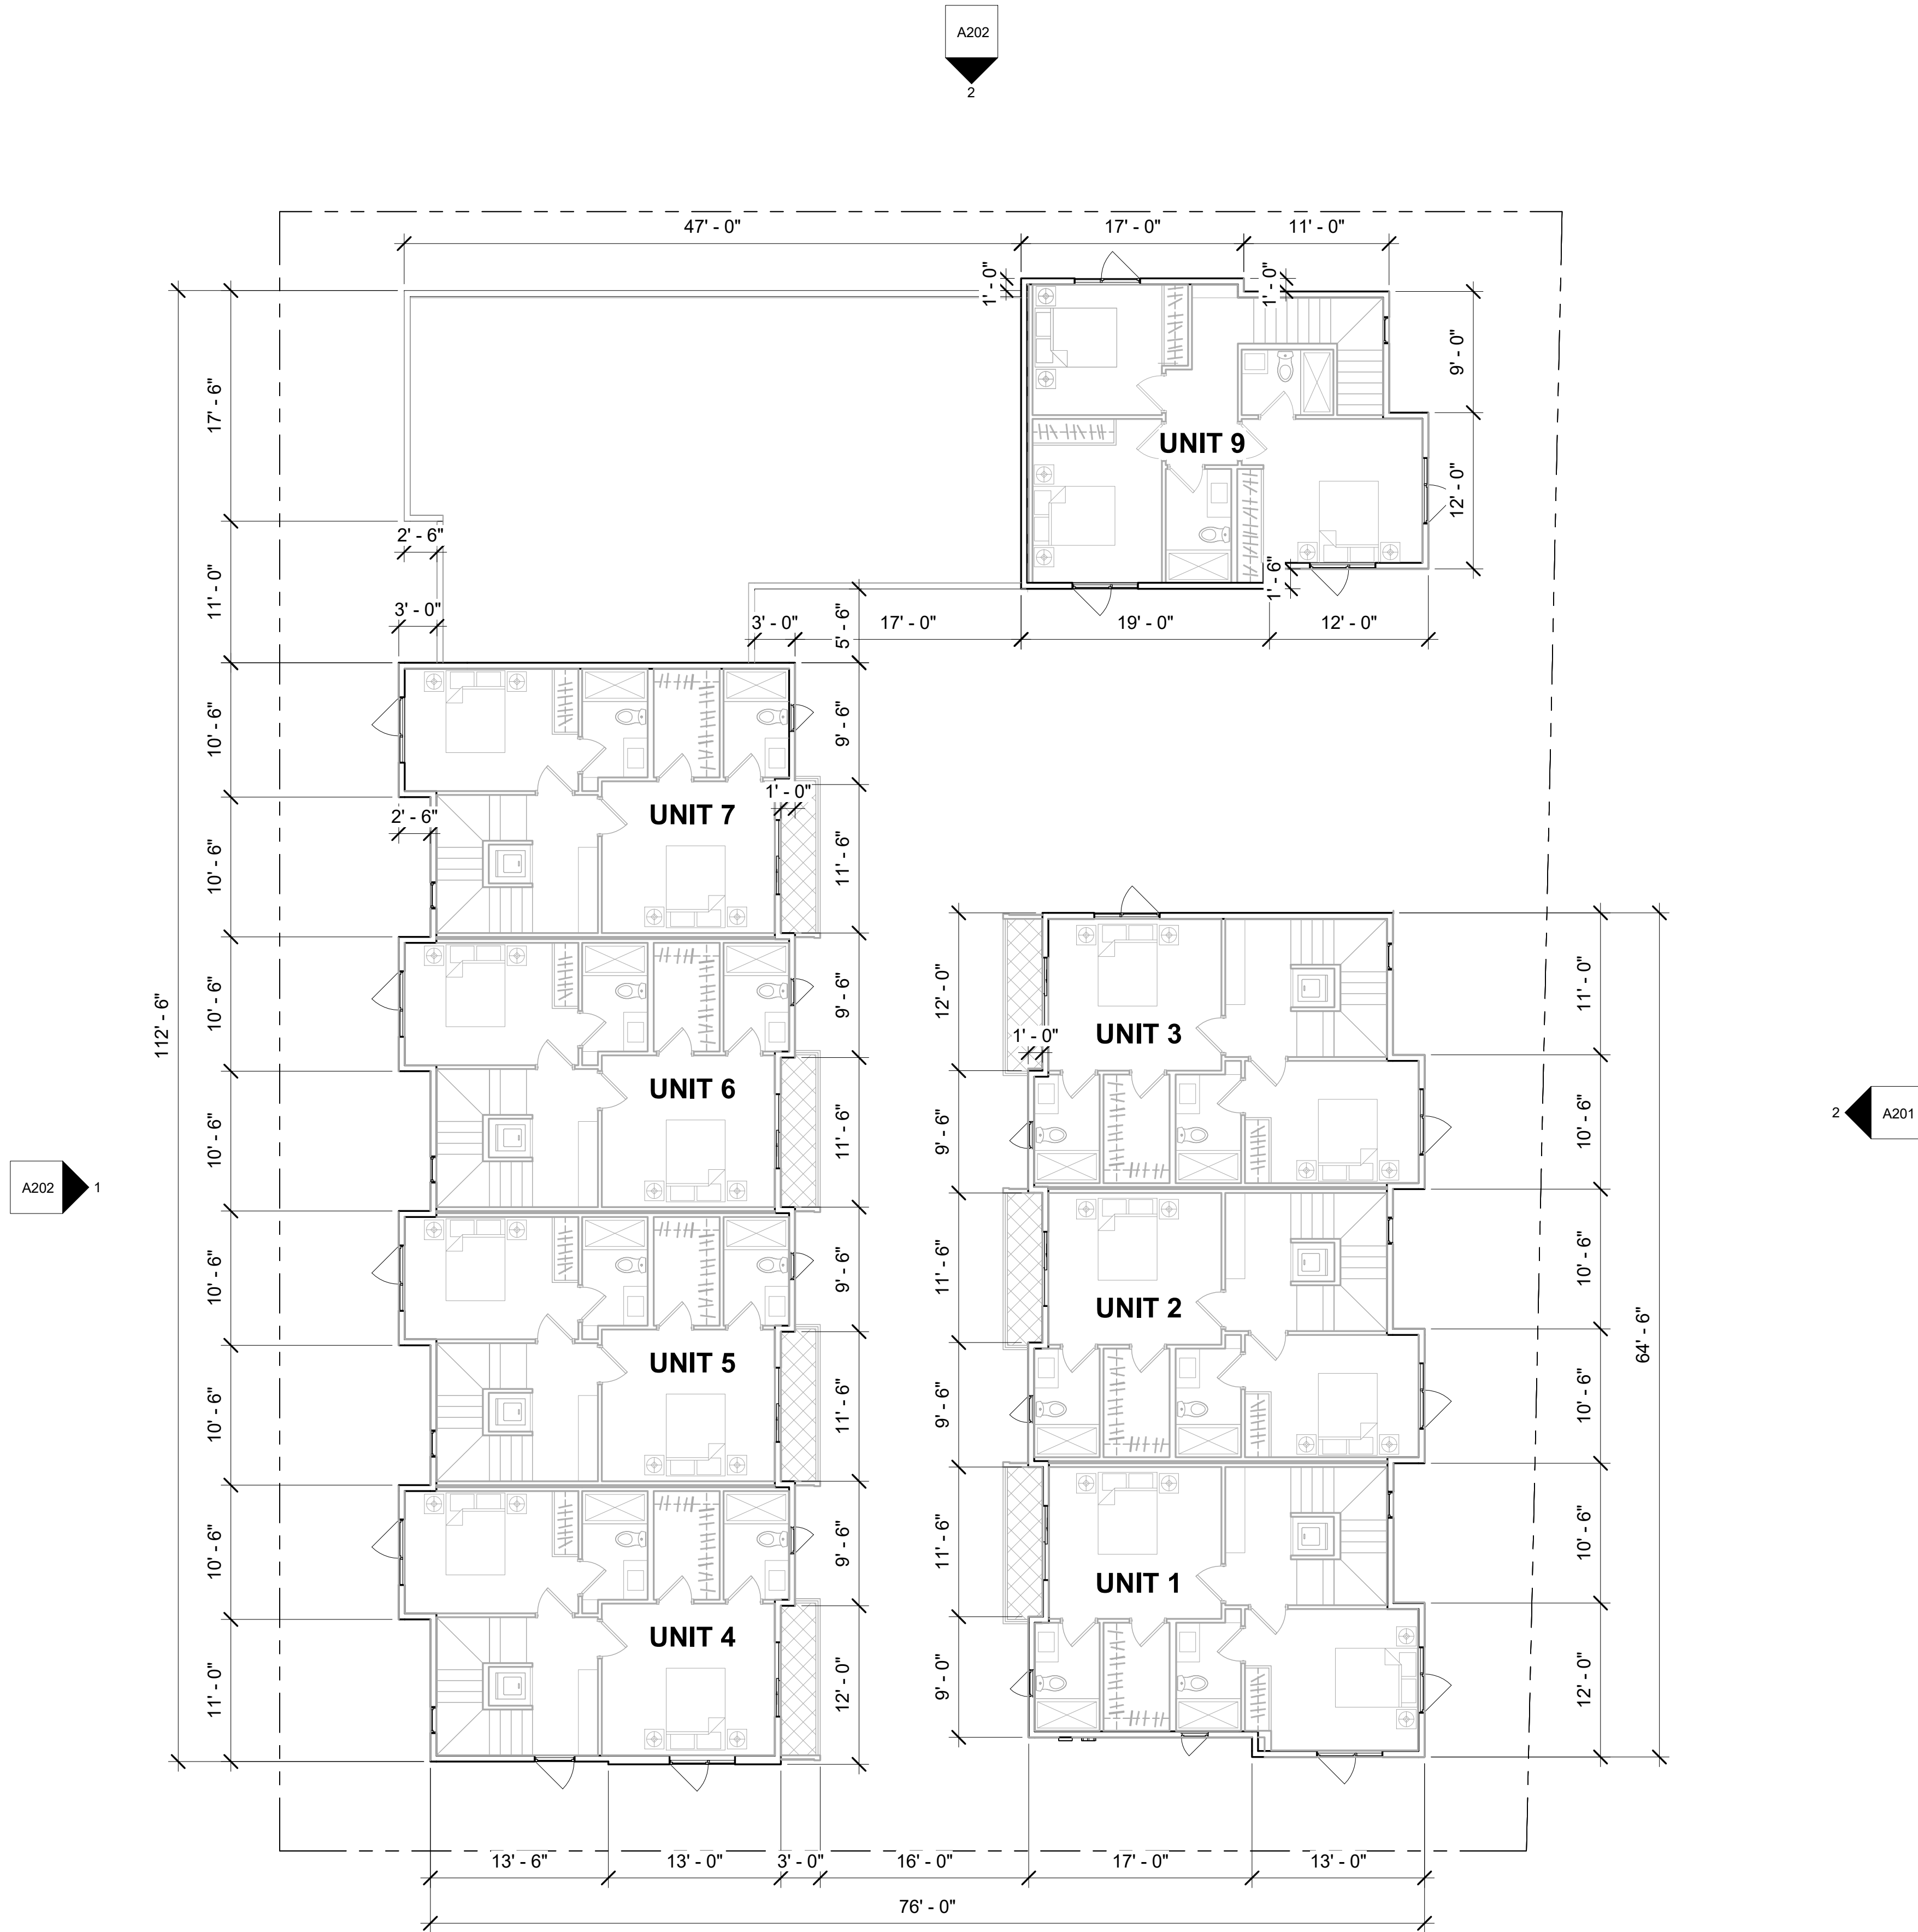 A202
2
47' - 0"
17' - 0"
11' - 0"
1' - 0"
1' - 0"
9' - 0"
17' - 6"
UNIT 9
12' - 0"
2' - 6"
1' - 6"
11' - 0"
3' - 0"
3' - 0"
5' - 6"
17' - 0"
19' - 0"
12' - 0"
10' - 6"
9' - 6"
1' - 0"
2' - 6"
UNIT 7
10' - 6"
11' - 6"
112' - 6"
10' - 6"
9' - 6"
12' - 0"
11' - 0"
UNIT 3
1' - 0"
UNIT 6
10' - 6"
11' - 6"
9' - 6"
10' - 6"
2
A201
A202
1
10' - 6"
9' - 6"
11' - 6"
10' - 6"
UNIT 2
64' - 6"
UNIT 5
10' - 6"
11' - 6"
9' - 6"
10' - 6"
10' - 6"
9' - 6"
11' - 6"
10' - 6"
UNIT 1
UNIT 4
11' - 0"
12' - 0"
9' - 0"
12' - 0"
13' - 6"
13' - 0"
3' - 0"
16' - 0"
17' - 0"
13' - 0"
76' - 0"